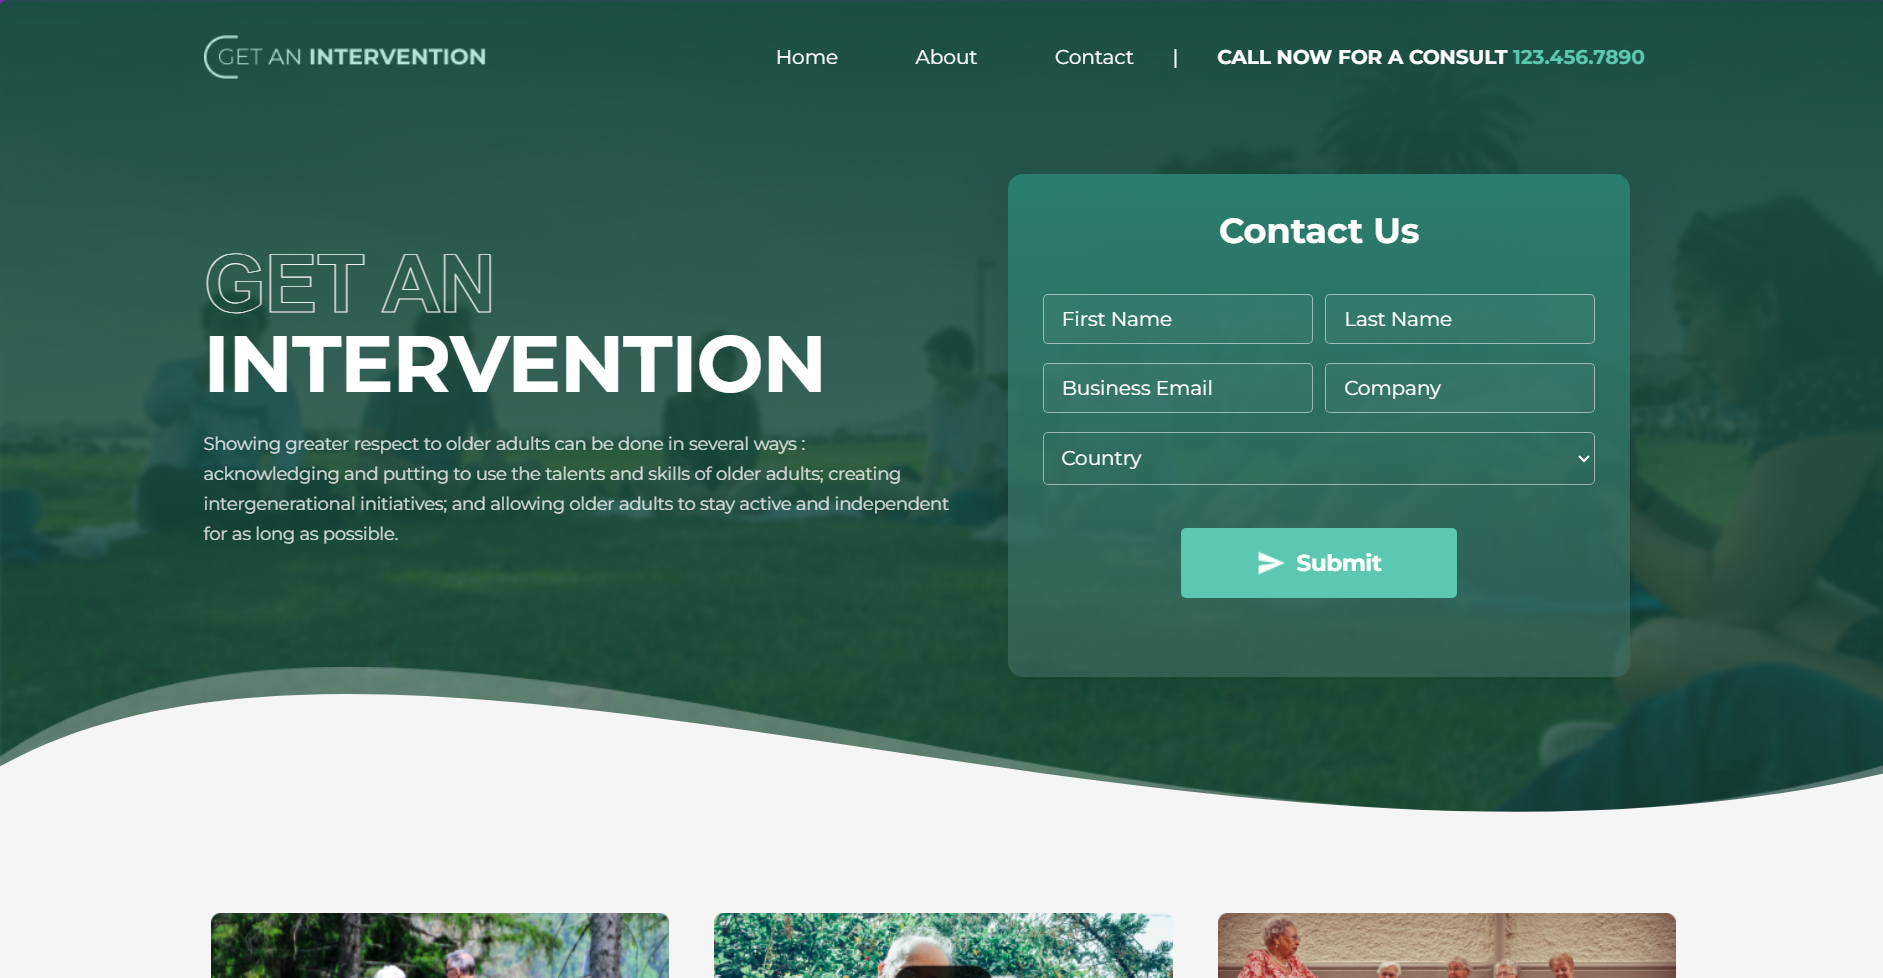 GET AN INTERVENTION
Home
About
Contact
|
CALL NOW FOR A CONSULT 123.456.7890
GET AN
INTERVENTION
Showing greater respect to older adults can be done in several ways :
acknowledging and putting to use the talents and skills of older adults; creating
intergenerational initiatives; and allowing older adults to stay active and independent
for as long as possible.
Contact Us
First Name
Last Name
Business Email
Company
Country
Submit